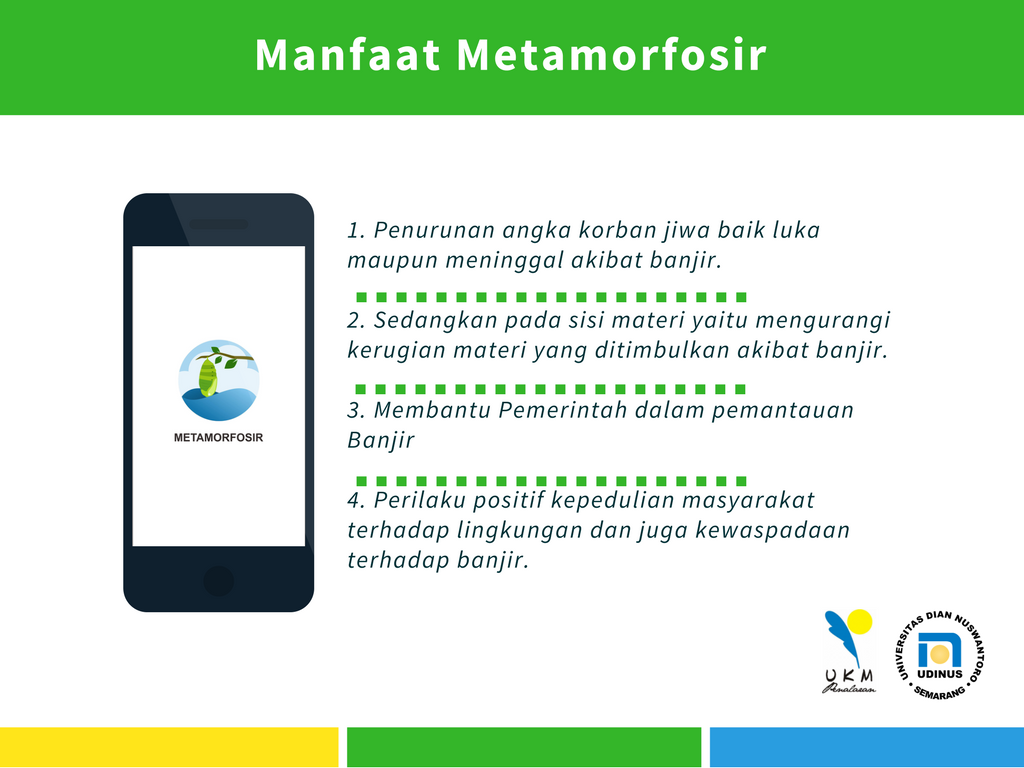 Manfaat Metamorfosir
METAMORFOSIR
1. Penurunan angka korban jiwa baik luka
maupun meninggal akibat banjir.
2. Sedangkan pada sisi materi yaitu mengurangi
kerugian materi yang ditimbulkan akibat banjir.
3. Membantu Pemerintah dalam pemantauan
Banjir
4. Perilaku positif kepedulian masyarakat
terhadap lingkungan dan juga kewaspadaan
terhadap banjir.
UKM
Penalaran
UNIVERSITAS DIAN NUSWANTORO
UDINUS
• SEMARANG •